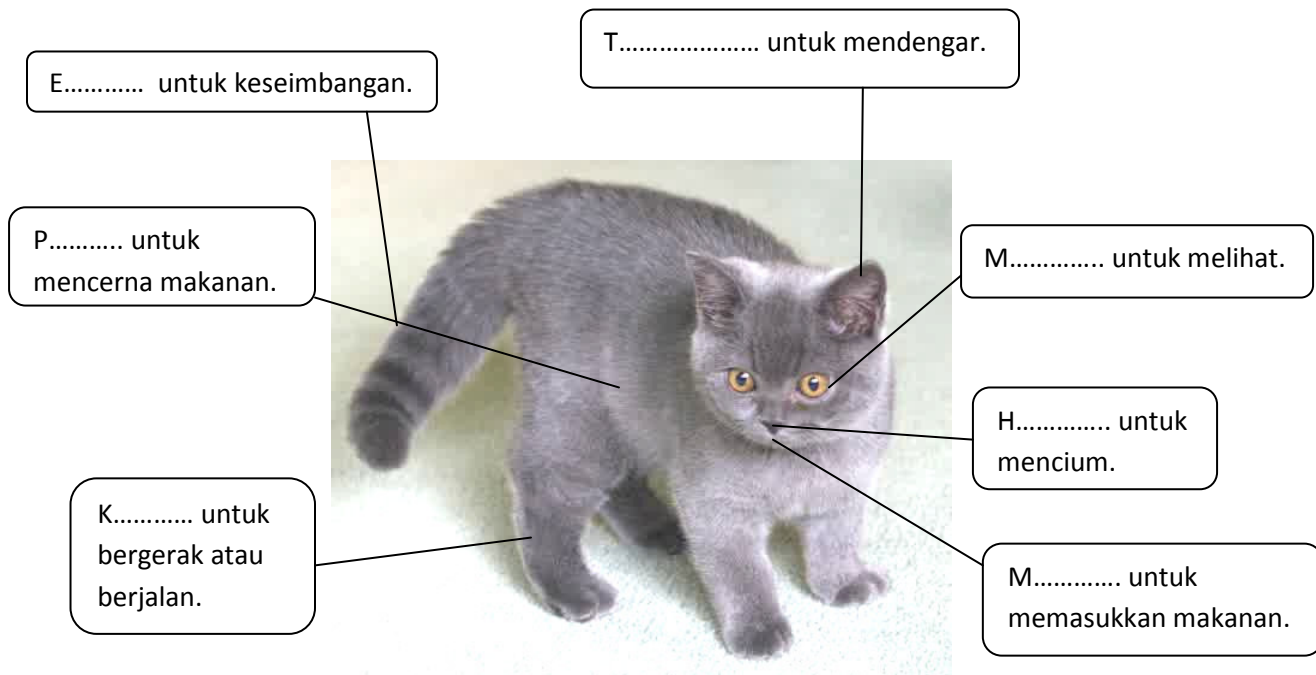 T………………… untuk mendengar.
E………… untuk keseimbangan.
P……….. untuk
mencerna makanan.
M………….. untuk melihat.
H………….. untuk
mencium.
K………… untuk
bergerak atau
berjalan.
M…………. untuk
memasukkan makanan.